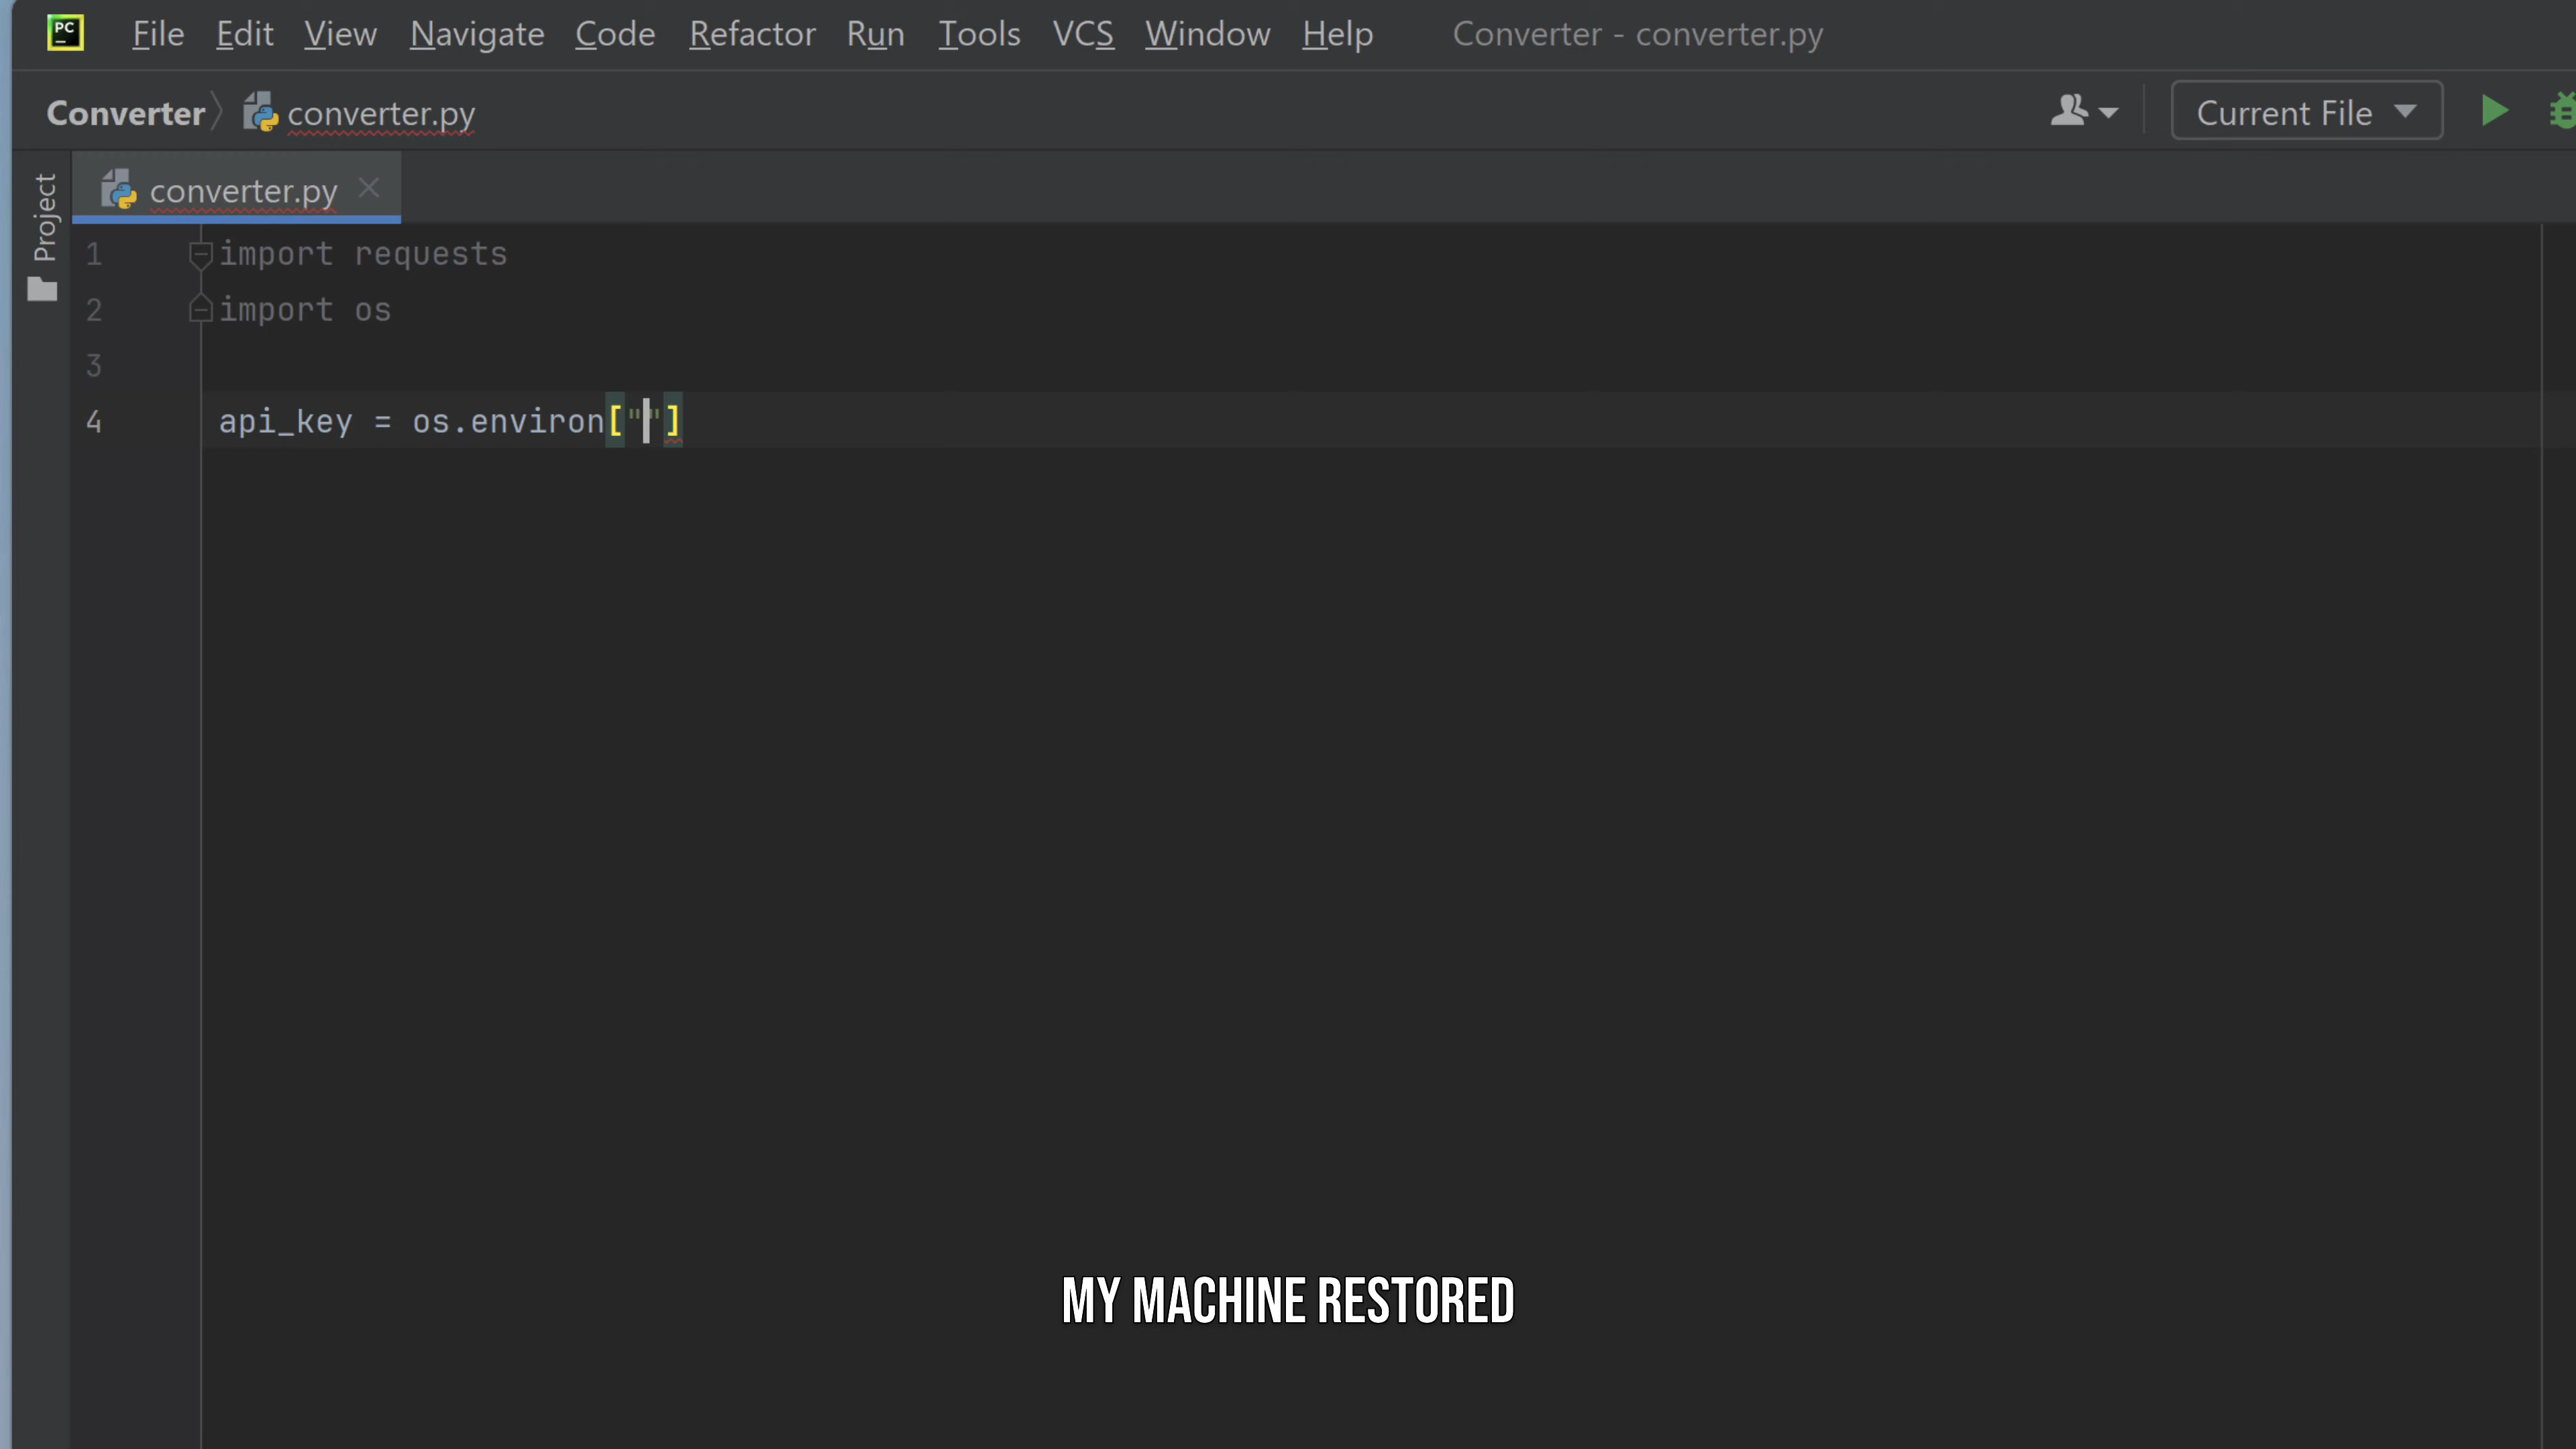 PC
File Edit View Navigate Code Refactor Run Tools VCS Window Help Converter - converter.py
Converter converter.py Current File
Project
converter.py
1 import requests
2 import os
3
4 api_key = os.environ[""]
MY MACHINE RESTORED